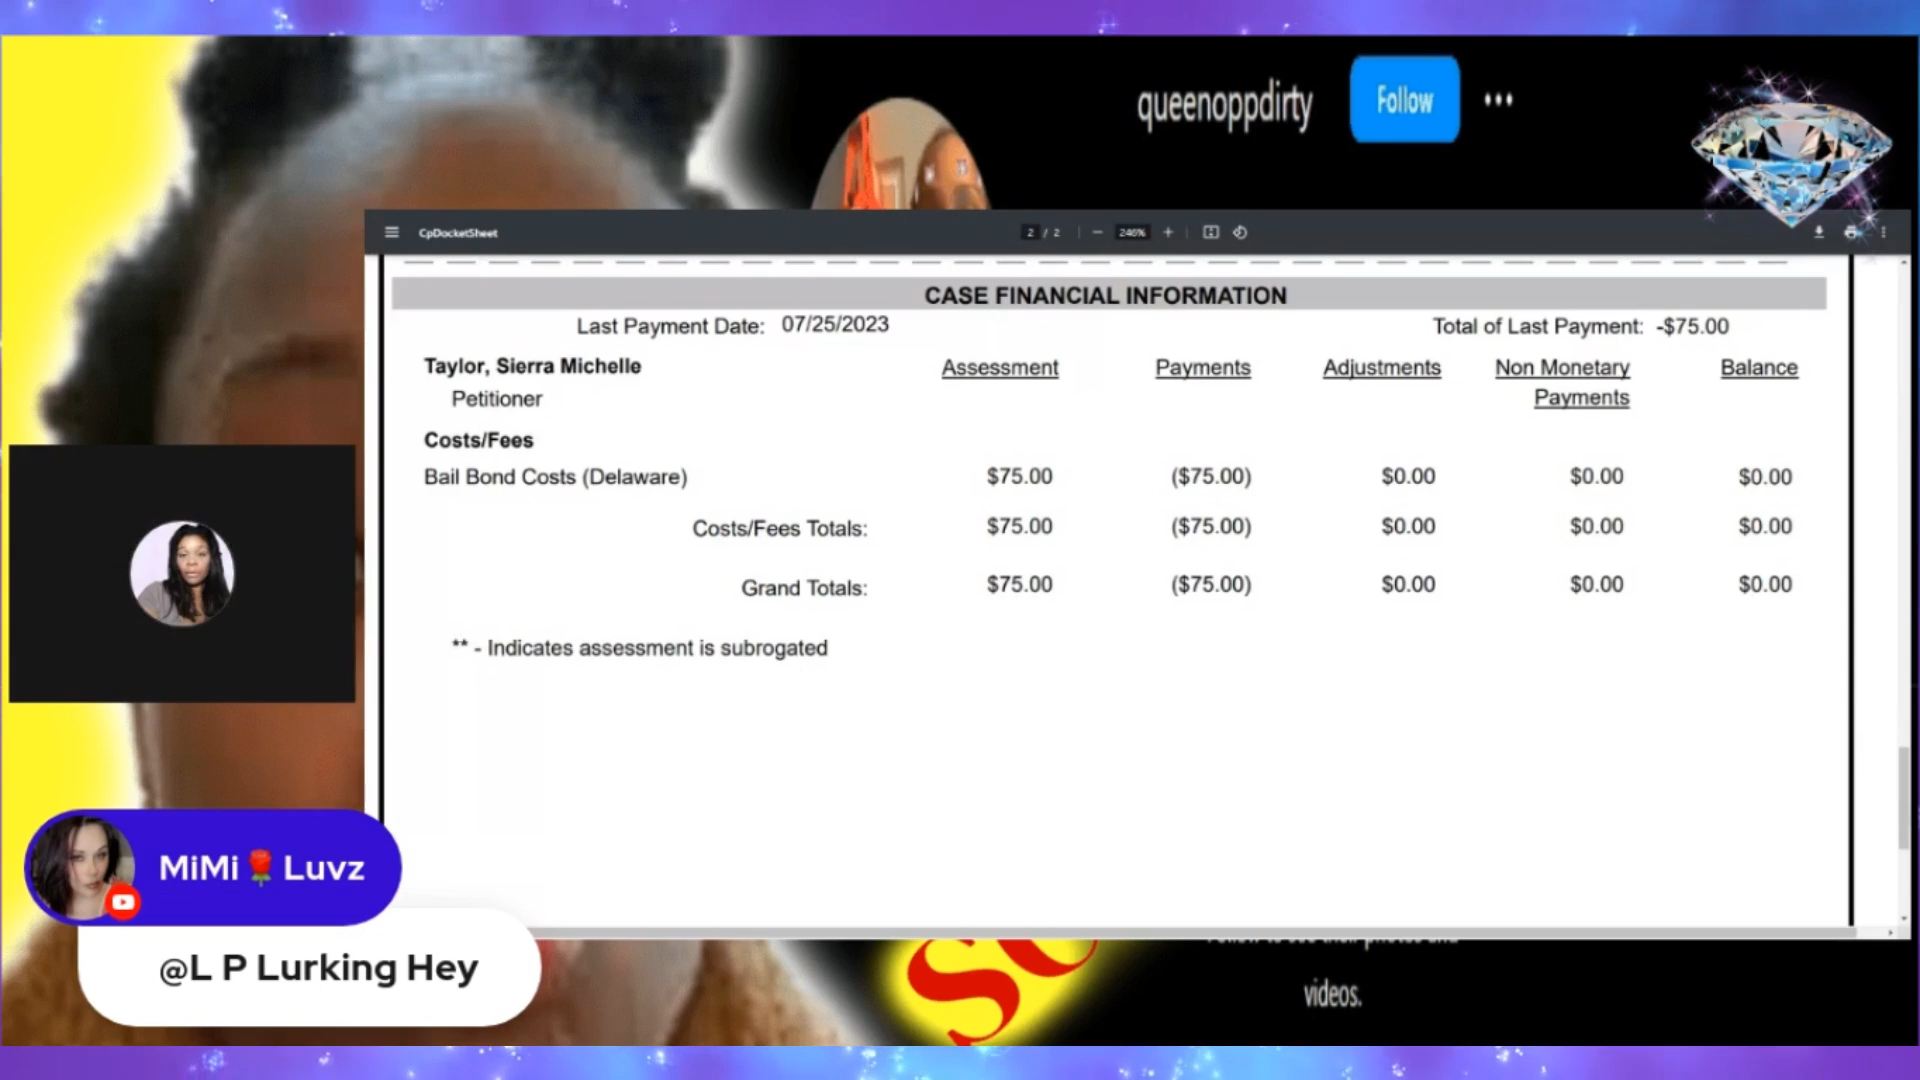 queenoppdirty Follow
CpDocketSheet 2 / 2 246%
CASE FINANCIAL INFORMATION
Last Payment Date: 07/25/2023 Total of Last Payment: -$75.00
Taylor, Sierra Michelle Assessment Payments Adjustments Non Monetary Payments Balance
Petitioner
Costs/Fees
Bail Bond Costs (Delaware) $75.00 ($75.00) $0.00 $0.00 $0.00
Costs/Fees Totals: $75.00 ($75.00) $0.00 $0.00 $0.00
Grand Totals: $75.00 ($75.00) $0.00 $0.00 $0.00
** - Indicates assessment is subrogated
MiMi🌹Luvz
@L P Lurking Hey
videos.